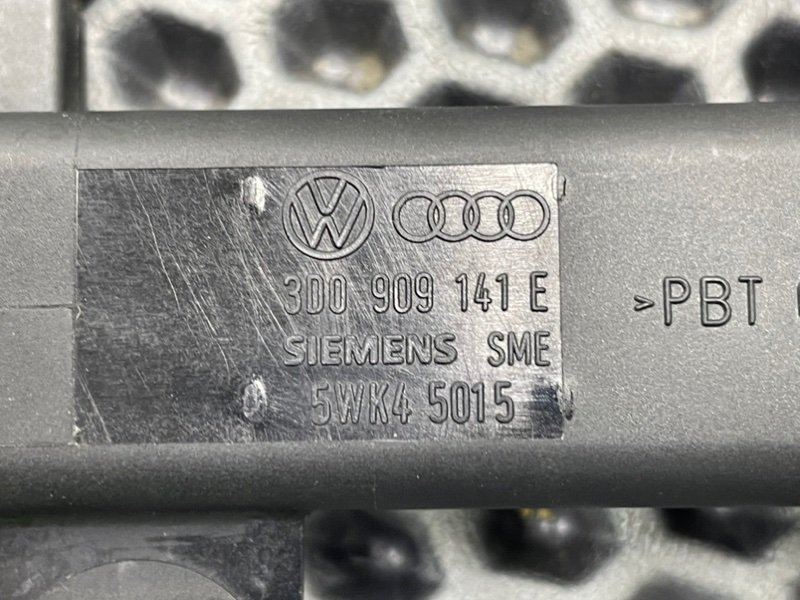 3D0 909 141 E
SIEMENS SME
5WK4 5015
>PBT